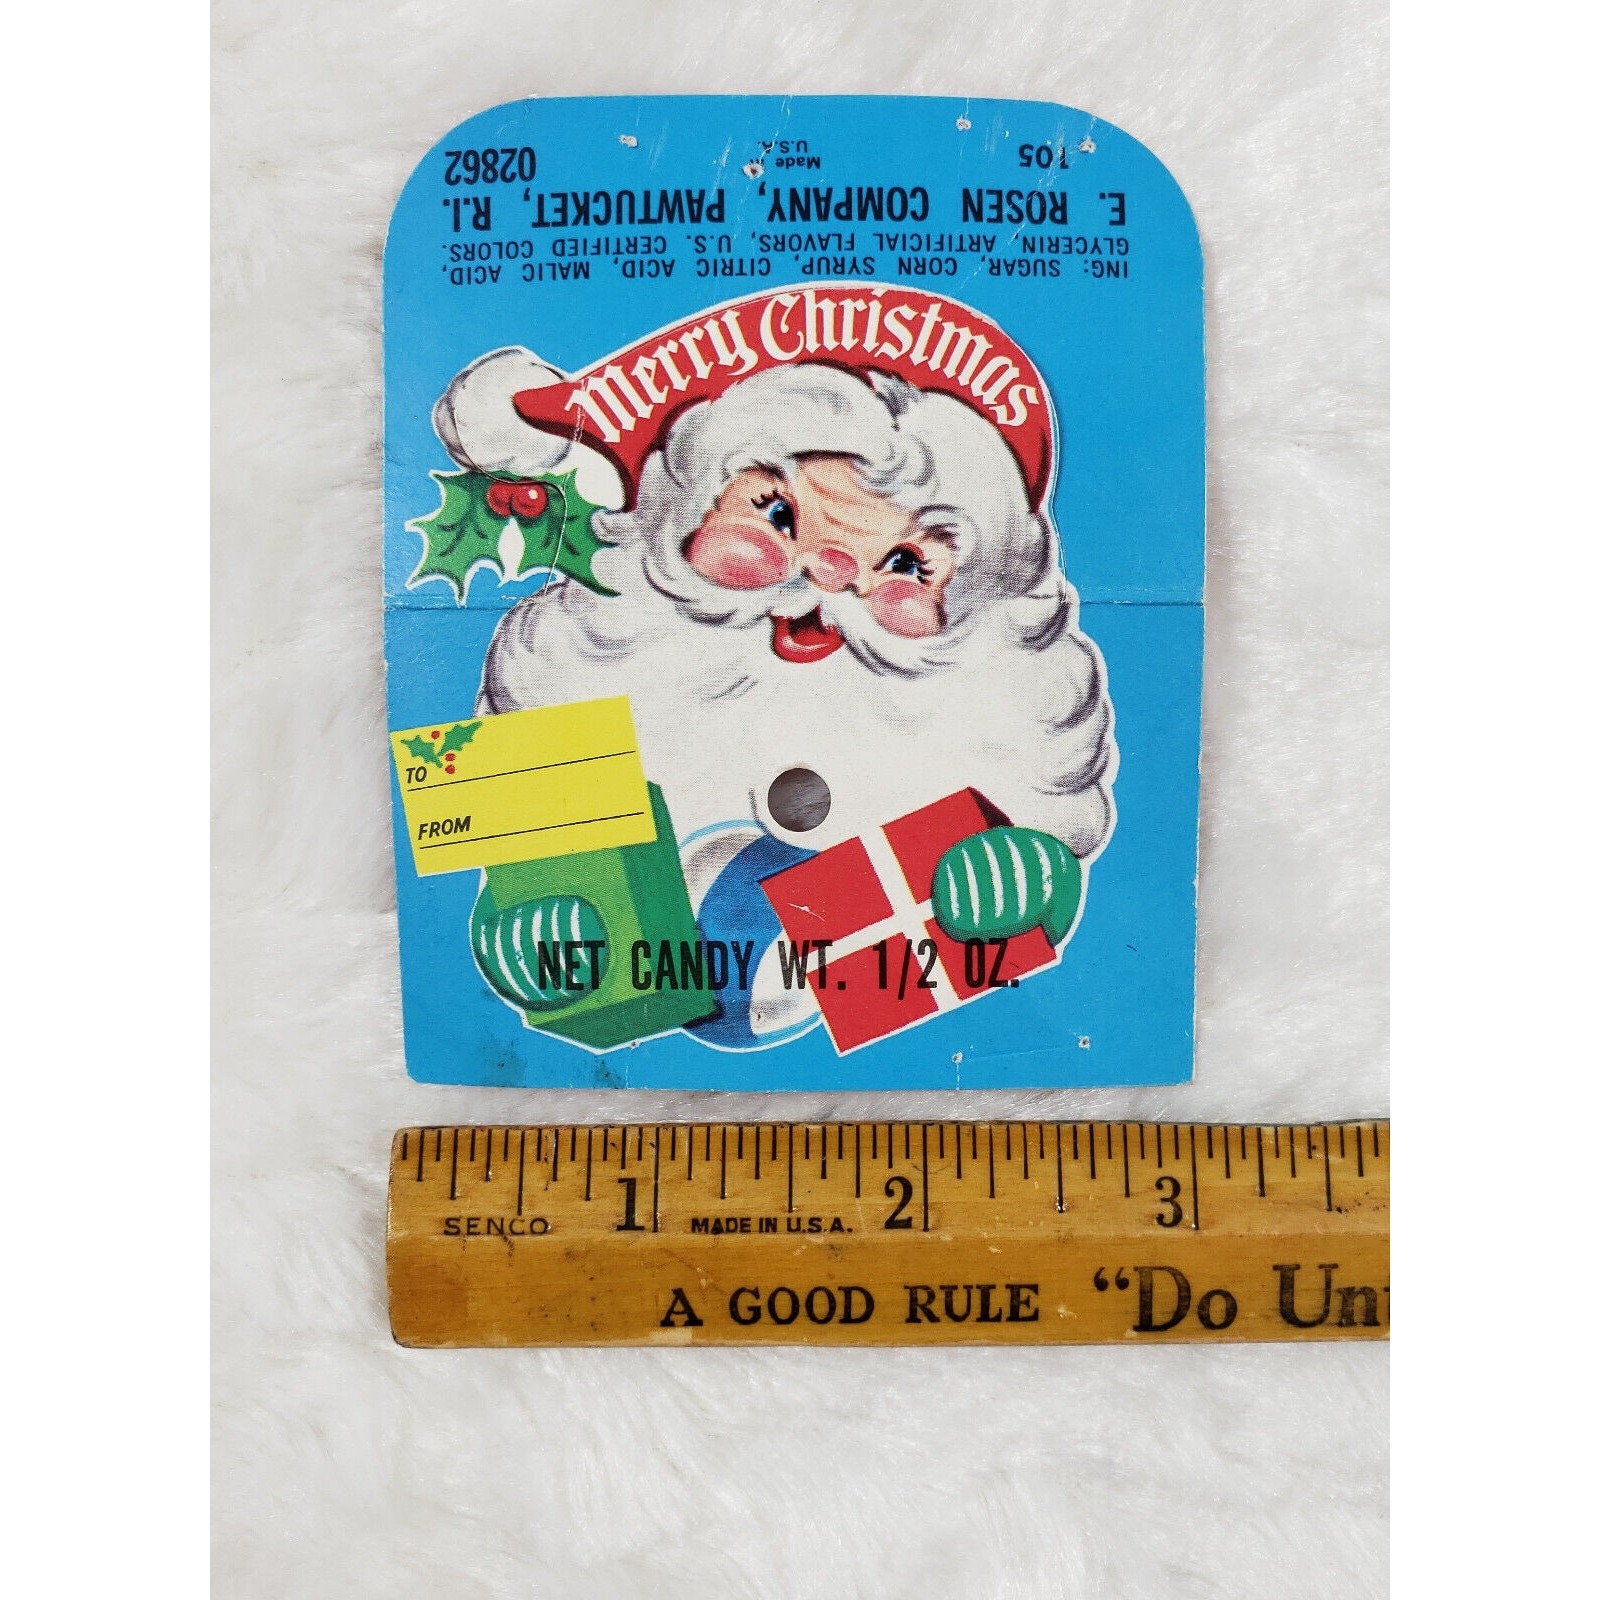 ING: SUGAR, CORN SYRUP, CITRIC ACID, MALIC ACID,
GLYCERIN, ARTIFICIAL FLAVORS, U.S. CERTIFIED COLORS.
E. ROSEN COMPANY, PAWTUCKET, R.I.
105 Made in U.S.A. 02862
Merry Christmas
TO
FROM
NET CANDY WT. 1/2 OZ.
1 2 3
SENCO MADE IN U.S.A.
A GOOD RULE "Do Unt